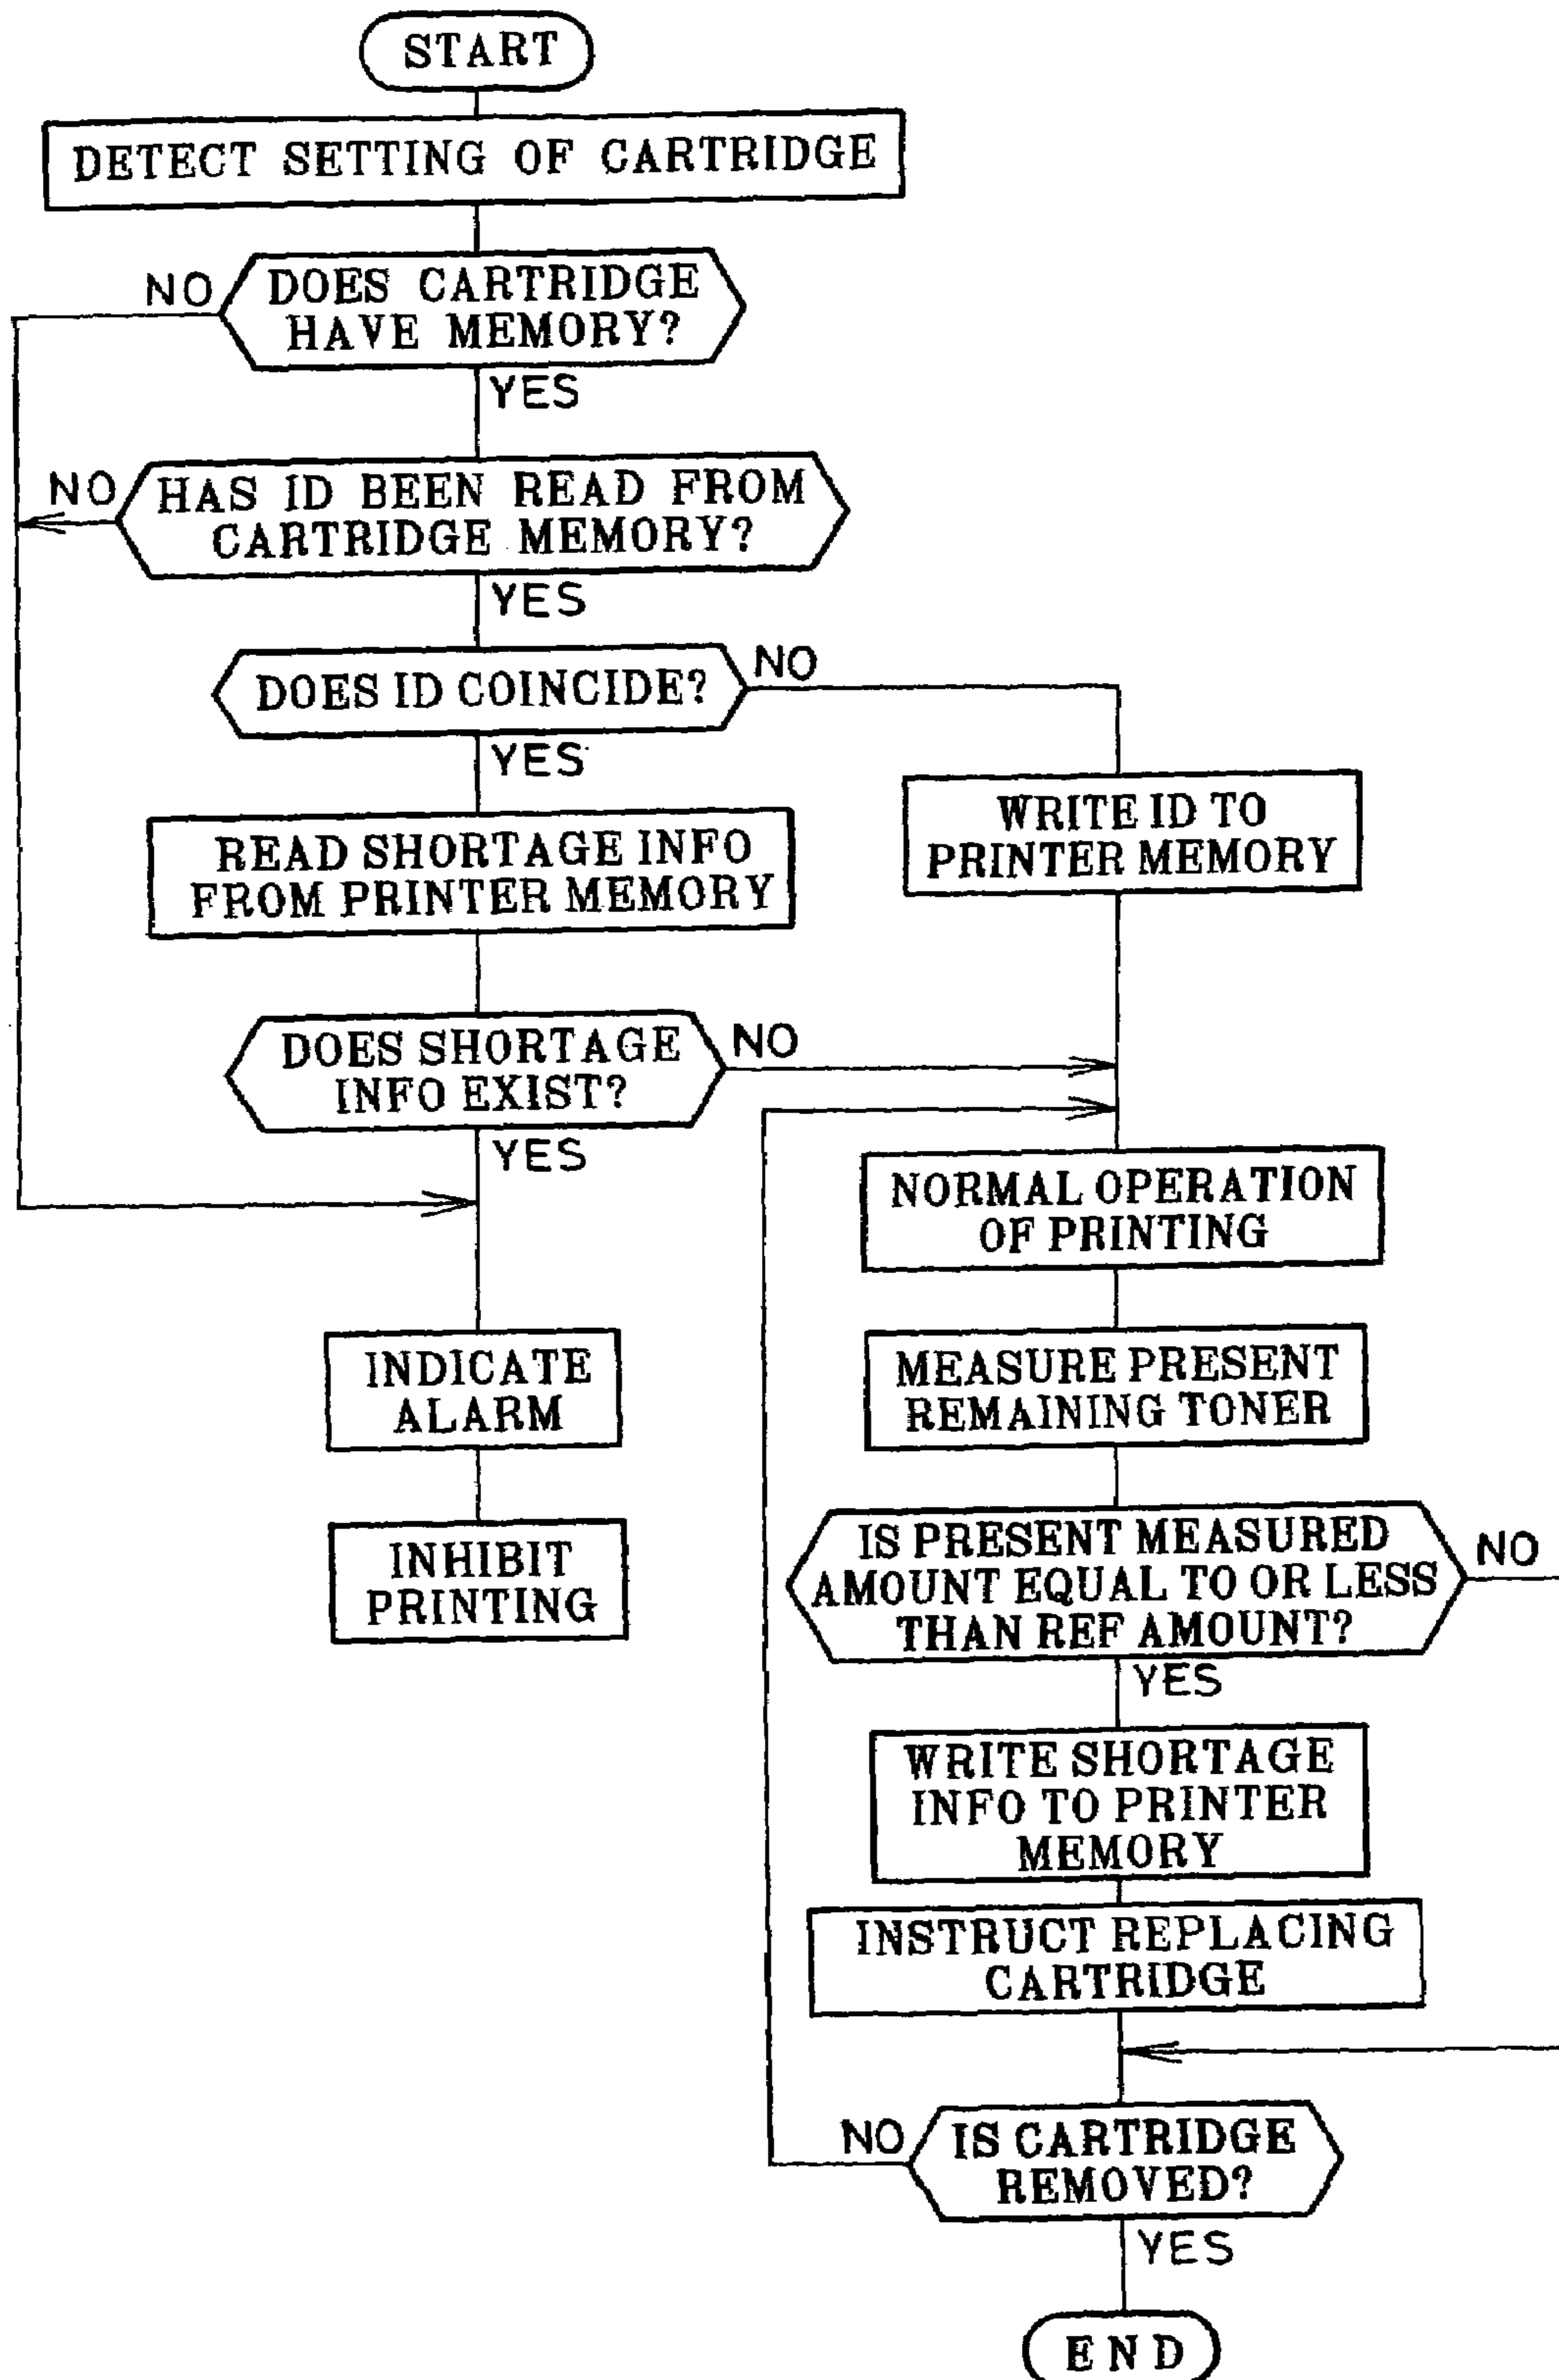 START
DETECT SETTING OF CARTRIDGE
NO
DOES CARTRIDGE
HAVE MEMORY?
YES
NO
HAS ID BEEN READ FROM
CARTRIDGE MEMORY?
YES
DOES ID COINCIDE?
NO
YES
WRITE ID TO
PRINTER MEMORY
READ SHORTAGE INFO
FROM PRINTER MEMORY
DOES SHORTAGE
INFO EXIST?
NO
YES
NORMAL OPERATION
OF PRINTING
INDICATE
ALARM
MEASURE PRESENT
REMAINING TONER
INHIBIT
PRINTING
IS PRESENT MEASURED
AMOUNT EQUAL TO OR LESS
THAN REF AMOUNT?
NO
YES
WRITE SHORTAGE
INFO TO PRINTER
MEMORY
INSTRUCT REPLACING
CARTRIDGE
NO
IS CARTRIDGE
REMOVED?
YES
END